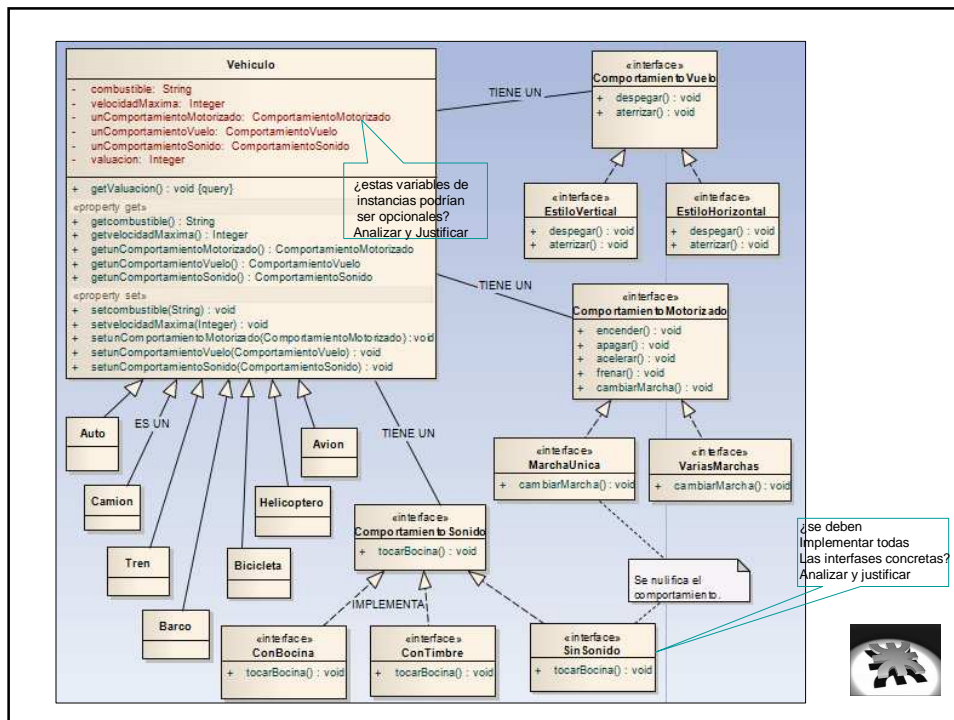 Vehiculo
- combustible: String
- velocidadMaxima: Integer
- unComportamientoMotorizado: ComportamientoMotorizado
- unComportamientoVuelo: ComportamientoVuelo
- unComportamientoSonido: ComportamientoSonido
- valuacion: Integer
+ getValuacion() : void {query}
«property get»
+ getcombustible() : String
+ getvelocidadMaxima() : Integer
+ getunComportamientoMotorizado() : ComportamientoMotorizado
+ getunComportamientoVuelo() : ComportamientoVuelo
+ getunComportamientoSonido() : ComportamientoSonido
«property set»
+ setcombustible(String) : void
+ setvelocidadMaxima(Integer) : void
+ setunComportamientoMotorizado(ComportamientoMotorizado) : void
+ setunComportamientoVuelo(ComportamientoVuelo) : void
+ setunComportamientoSonido(ComportamientoSonido) : void
¿estas variables de
instancias podrían
ser opcionales?
Analizar y Justificar
TIENE UN
«interface»
ComportamientoVuelo
+ despegar() : void
+ aterrizar() : void
«interface»
EstiloVertical
+ despegar() : void
+ aterrizar() : void
«interface»
EstiloHorizontal
+ despegar() : void
+ aterrizar() : void
TIENE UN
«interface»
ComportamientoMotorizado
+ encender() : void
+ apagar() : void
+ acelerar() : void
+ frenar() : void
+ cambiarMarcha() : void
«interface»
MarchaUnica
+ cambiarMarcha() : void
«interface»
VariasMarchas
+ cambiarMarcha() : void
ES UN
TIENE UN
Auto
Avion
Camion
Helicoptero
Tren
Bicicleta
Barco
«interface»
ComportamientoSonido
+ tocarBocina() : void
IMPLEMENTA
Se nulifica el
comportamiento.
¿se deben
Implementar todas
Las interfases concretas?
Analizar y justificar
«interface»
ConBocina
+ tocarBocina() : void
«interface»
ConTimbre
+ tocarBocina() : void
«interface»
SinSonido
+ tocarBocina() : void